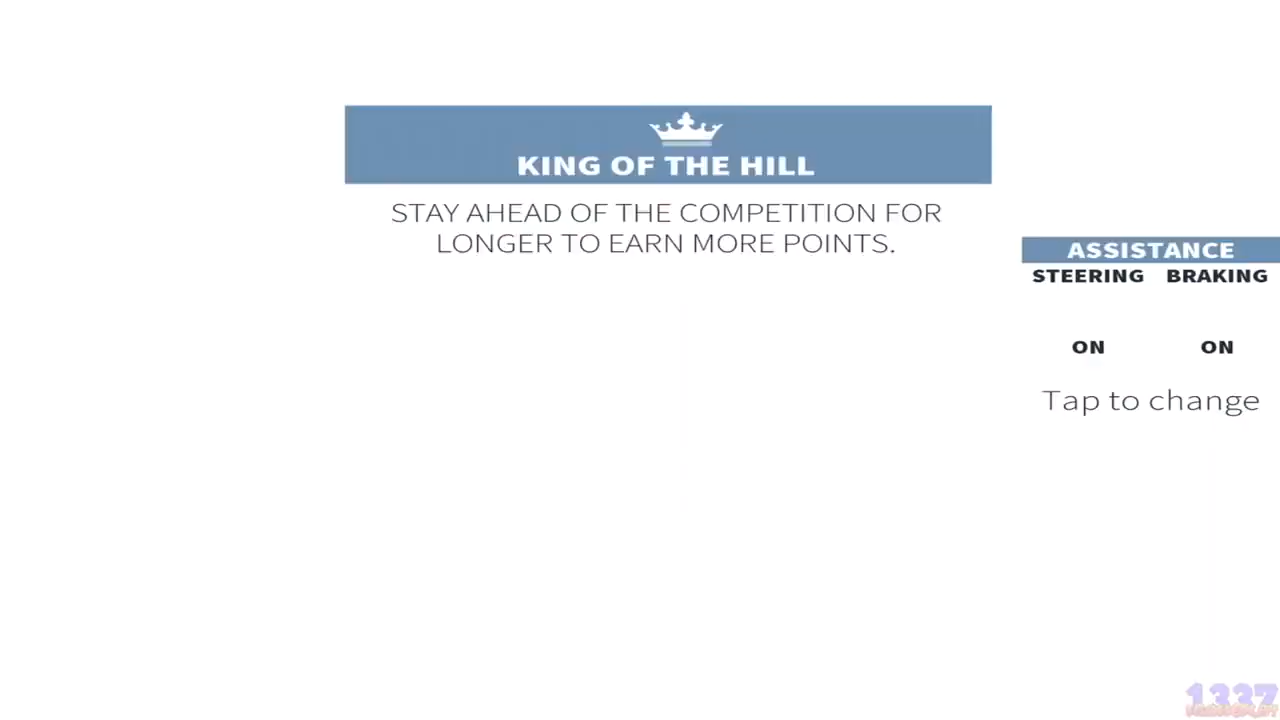 KING OF THE HILL
STAY AHEAD OF THE COMPETITION FOR
LONGER TO EARN MORE POINTS.
ASSISTANCE
STEERING BRAKING
ON ON
Tap to change
1337